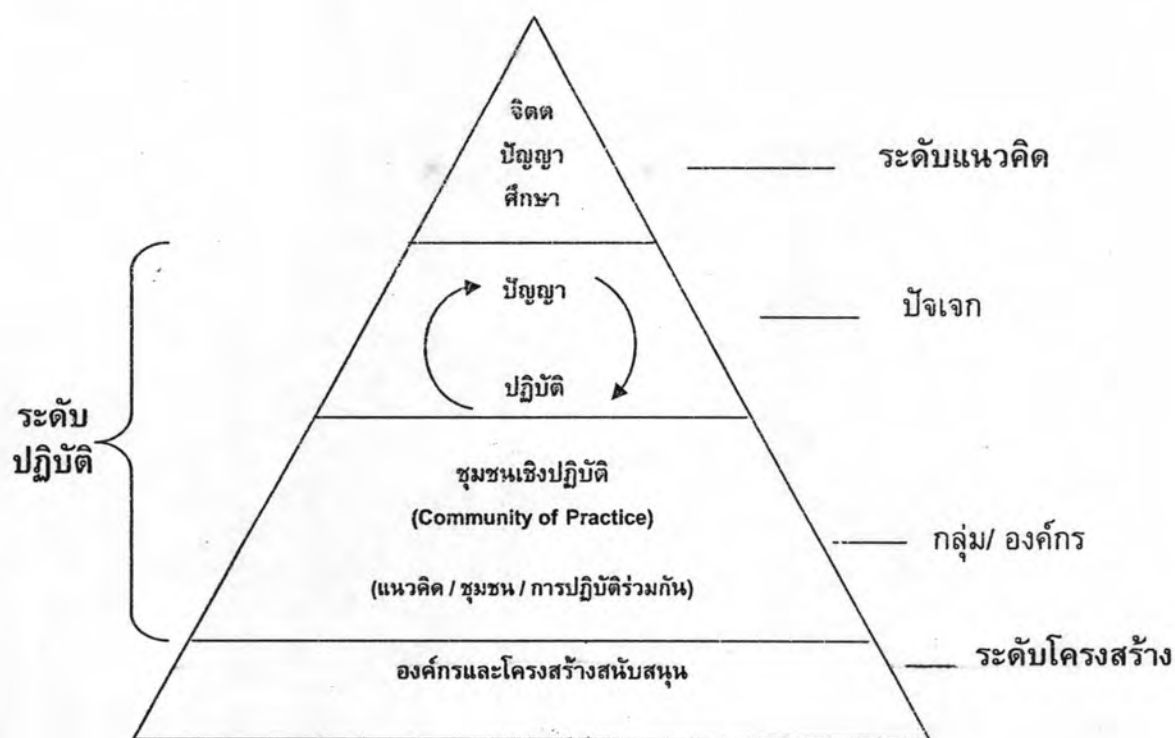 จิตต
ปัญญา
ศึกษา
ระดับแนวคิด
ปัญญา
ปัจเจก
ปฏิบัติ
ระดับ
ปฏิบัติ
ชุมชนเชิงปฏิบัติ
(Community of Practice)
กลุ่ม/ องค์กร
(แนวคิด / ชุมชน / การปฏิบัติร่วมกัน)
องค์กรและโครงสร้างสนับสนุน
ระดับโครงสร้าง